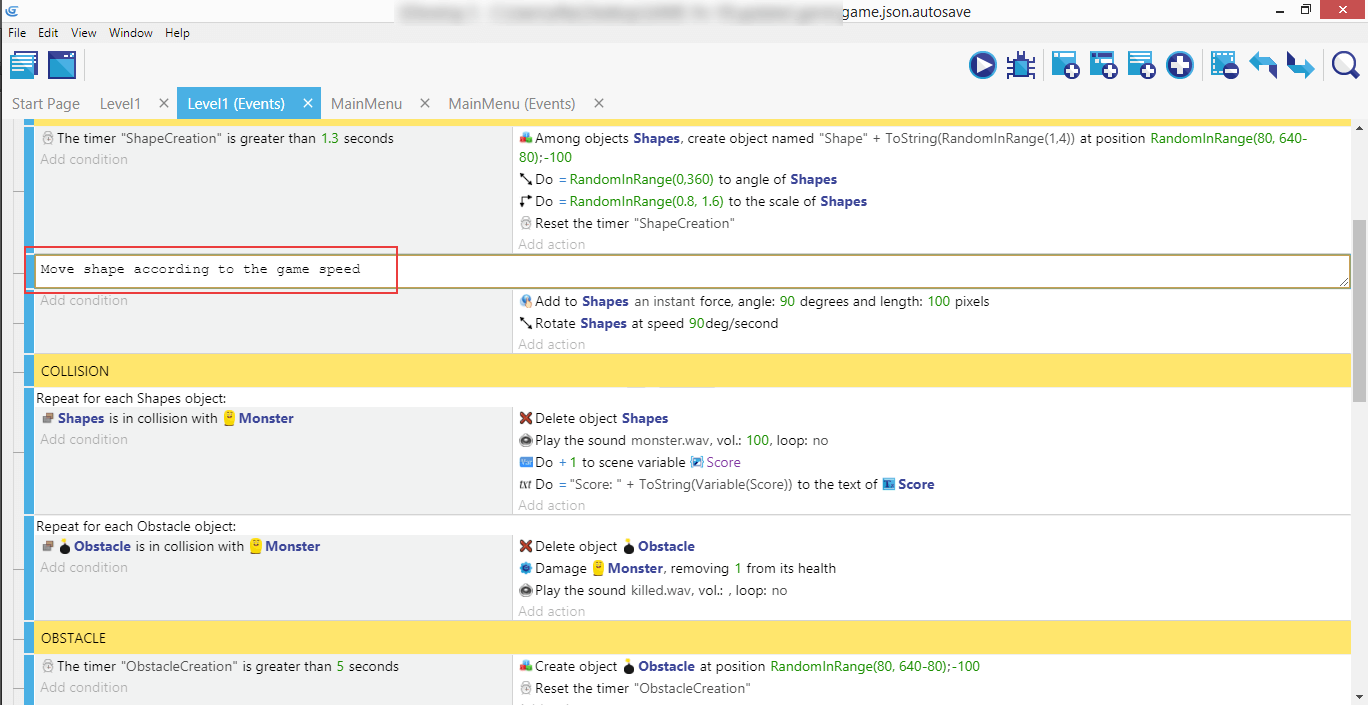 game.json.autosave
File Edit View Window Help
Start Page Level1 Level1 (Events) MainMenu MainMenu (Events)
The timer "ShapeCreation" is greater than 1.3 seconds
Add condition
Among objects Shapes, create object named "Shape" + ToString(RandomInRange(1,4)) at position RandomInRange(80, 640-
80);-100
Do = RandomInRange(0,360) to angle of Shapes
Do = RandomInRange(0.8, 1.6) to the scale of Shapes
Reset the timer "ShapeCreation"
Add action
Move shape according to the game speed
Add condition
Add to Shapes an instant force, angle: 90 degrees and length: 100 pixels
Rotate Shapes at speed 90deg/second
Add action
COLLISION
Repeat for each Shapes object:
Shapes is in collision with Monster
Add condition
Delete object Shapes
Play the sound monster.wav, vol.: 100, loop: no
Var Do + 1 to scene variable Score
txt Do = "Score: " + ToString(Variable(Score)) to the text of Score
Add action
Repeat for each Obstacle object:
Obstacle is in collision with Monster
Add condition
Delete object Obstacle
Damage Monster, removing 1 from its health
Play the sound killed.wav, vol.: , loop: no
Add action
OBSTACLE
The timer "ObstacleCreation" is greater than 5 seconds
Add condition
Create object Obstacle at position RandomInRange(80, 640-80);-100
Reset the timer "ObstacleCreation"